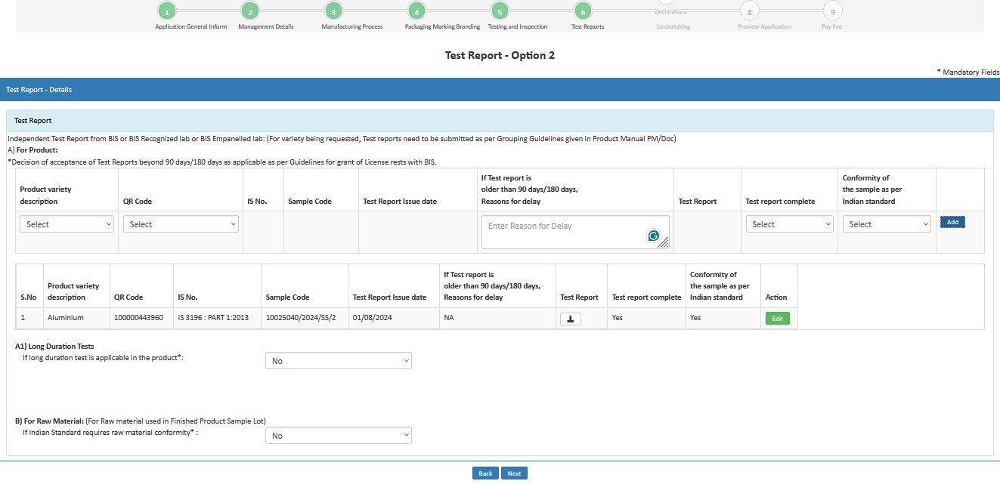 1 2 3 4 5 6 8 9
Application General Inform Management Details Manufacturing Process Packaging Marking Branding Testing and Inspection Test Reports Undertaking Preview Application Pay Fee
Test Report - Option 2
* Mandatory Fields
Test Report - Details
Test Report
Independent Test Report from BIS or BIS Recognized lab or BIS Empanelled lab: (For variety being requested, Test reports need to be submitted as per Grouping Guidelines given in Product Manual PM/Doc)
A) For Product:
*Decision of acceptance of Test Reports beyond 90 days/180 days as applicable as per Guidelines for grant of License rests with BIS.
Product variety
description
QR Code
IS No.
Sample Code
Test Report Issue date
If Test report is
older than 90 days/180 days,
Reasons for delay
Test Report
Test report complete
Conformity of
the sample as per
Indian standard
Select
Select
Enter Reason for Delay
Select
Select
Add
S.No
Product variety
description
QR Code
IS No.
Sample Code
Test Report Issue date
If Test report is
older than 90 days/180 days,
Reasons for delay
Test Report
Test report complete
Conformity of
the sample as per
Indian standard
Action
1 Aluminium 100000443960 IS 3196 : PART 1:2013 10025040/2024/SS/2 01/08/2024 NA Yes Yes Edit
A1) Long Duration Tests
If long duration test is applicable in the product*:
No
B) For Raw Material: (For Raw material used in Finished Product Sample Lot)
If Indian Standard requires raw material conformity* :
No
Back Next